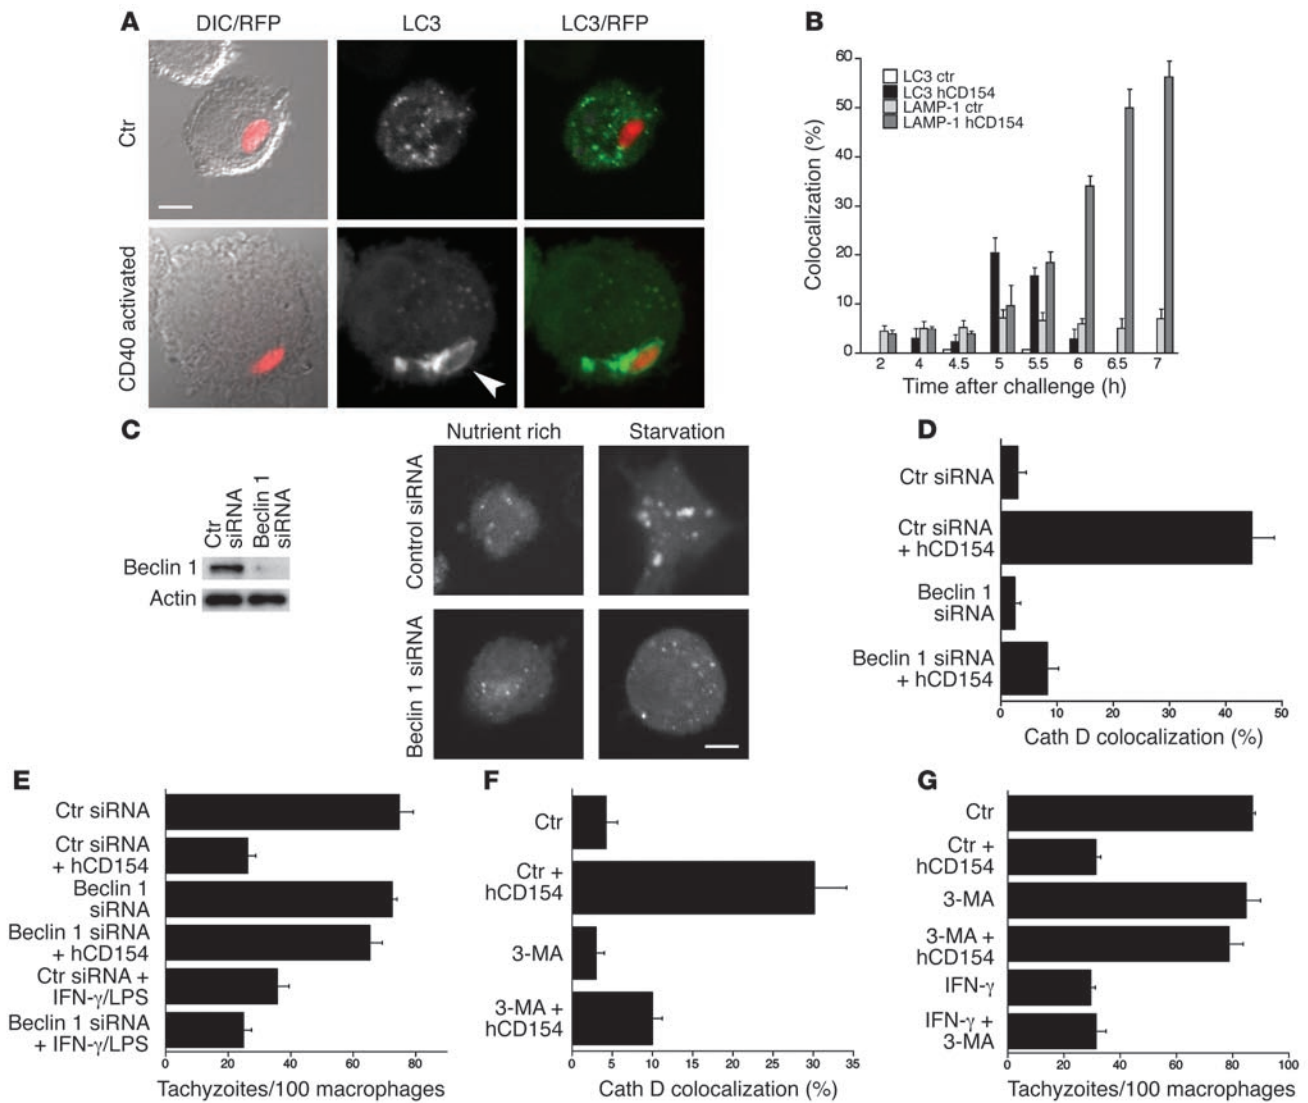 A
DIC/RFP
LC3
LC3/RFP
Ctr
CD40 activated
B
LC3 ctr
LC3 hCD154
LAMP-1 ctr
LAMP-1 hCD154
Colocalization (%)
60
50
40
30
20
10
0
2 4 4.5 5 5.5 6 6.5 7
Time after challenge (h)
C
Ctr
siRNA
Beclin 1
siRNA
Beclin 1
Actin
Nutrient rich
Starvation
Control siRNA
Beclin 1 siRNA
D
Ctr siRNA
Ctr siRNA
+ hCD154
Beclin 1
siRNA
Beclin 1 siRNA
+ hCD154
0 10 20 30 40 50
Cath D colocalization (%)
E
Ctr siRNA
Ctr siRNA
+ hCD154
Beclin 1
siRNA
Beclin 1 siRNA
+ hCD154
Ctr siRNA +
IFN-γ/LPS
Beclin 1 siRNA
+ IFN-γ/LPS
0 20 40 60 80
Tachyzoites/100 macrophages
F
Ctr
Ctr +
hCD154
3-MA
3-MA +
hCD154
0 5 10 15 20 25 30 35
Cath D colocalization (%)
G
Ctr
Ctr +
hCD154
3-MA
3-MA +
hCD154
IFN-γ
IFN-γ +
3-MA
0 20 40 60 80 100
Tachyzoites/100 macrophages